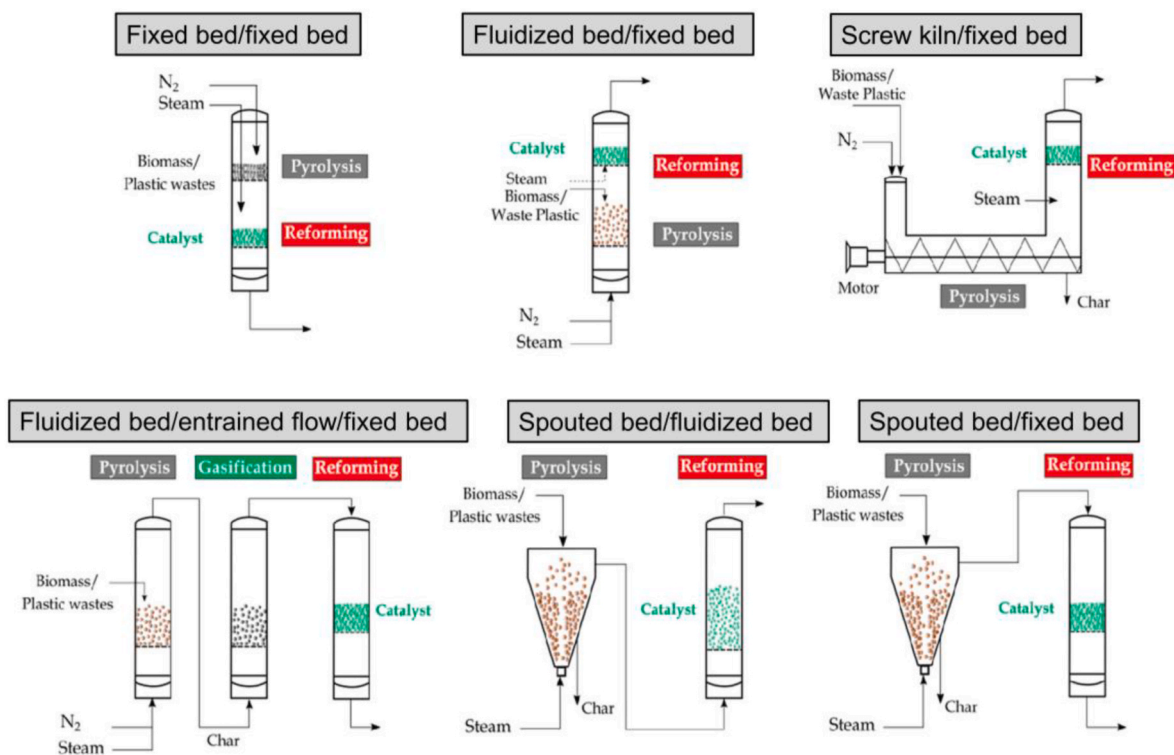 Fixed bed/fixed bed
N2
Steam
Biomass/
Plastic wastes
Pyrolysis
Catalyst
Reforming
Fluidized bed/fixed bed
Catalyst
Reforming
Steam
Biomass/
Waste Plastic
Pyrolysis
N2
Steam
Screw kiln/fixed bed
Biomass/
Waste Plastic
N2
Catalyst
Reforming
Steam
Motor
Pyrolysis
Char
Fluidized bed/entrained flow/fixed bed
Pyrolysis
Gasification
Reforming
Biomass/
Plastic wastes
Catalyst
N2
Steam
Char
Spouted bed/fluidized bed
Pyrolysis
Reforming
Biomass/
Plastic wastes
Catalyst
Char
Steam
Spouted bed/fixed bed
Pyrolysis
Reforming
Biomass/
Plastic wastes
Catalyst
Char
Steam